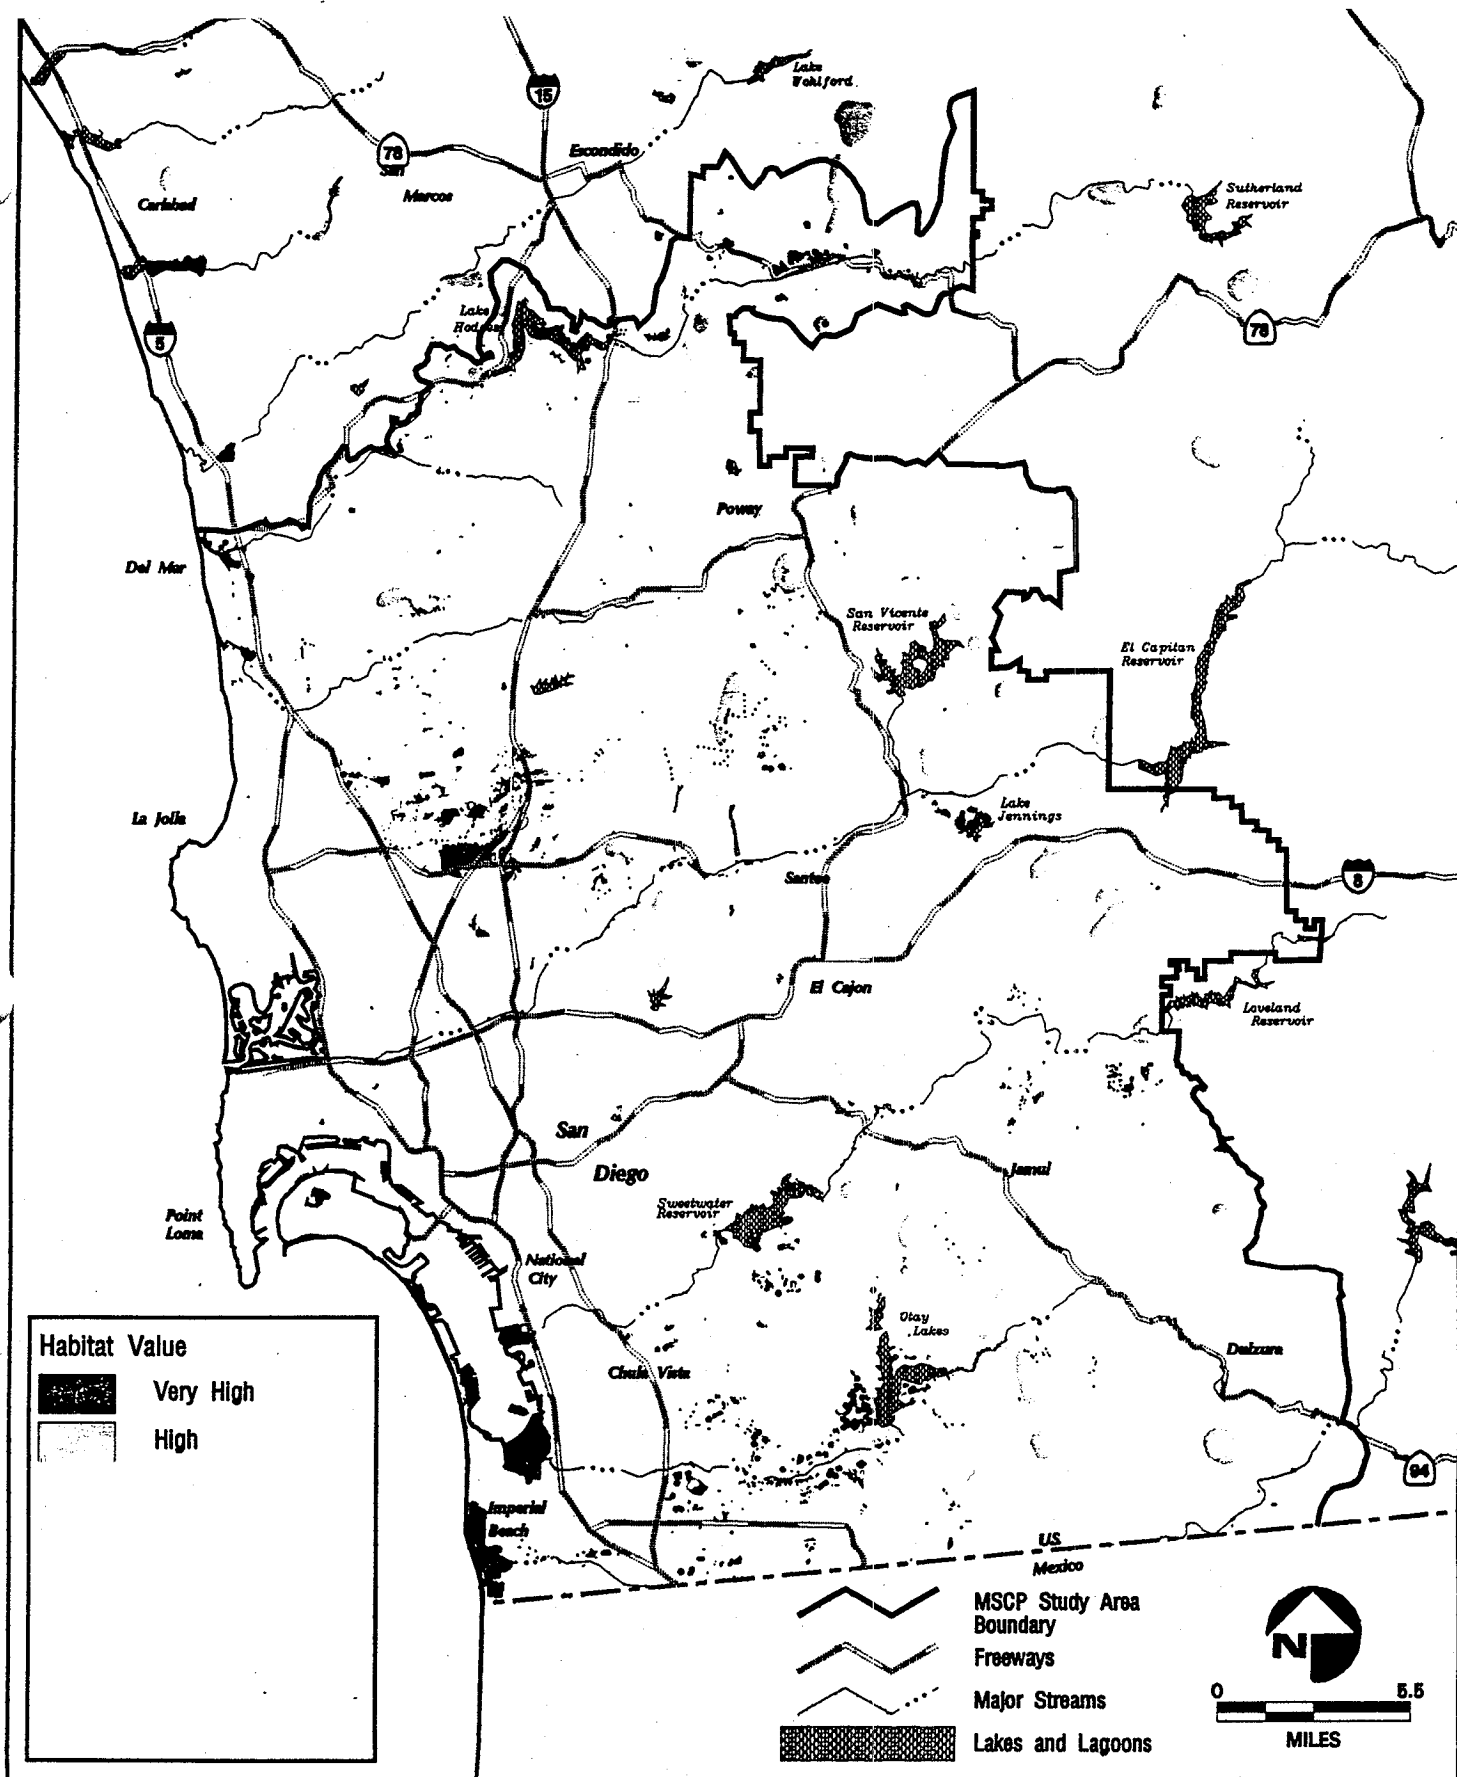 Lake
Wohlford
15
78
Escondido
San
Marcos
Carlsbad
Sutherland
Reservoir
Lake
Hodges
5
78
Poway
Del Mar
San Vicente
Reservoir
El Capitan
Reservoir
La Jolla
Lake
Jennings
Santee
8
El Cajon
Loveland
Reservoir
San
Diego
Jamul
Sweetwater
Reservoir
Point
Loma
National
City
Otay
Lakes
Chula Vista
Dulzura
94
Imperial
Beach
U.S.
Mexico
Habitat Value
Very High
High
MSCP Study Area
Boundary
Freeways
Major Streams
Lakes and Lagoons
N
0 5.5
MILES